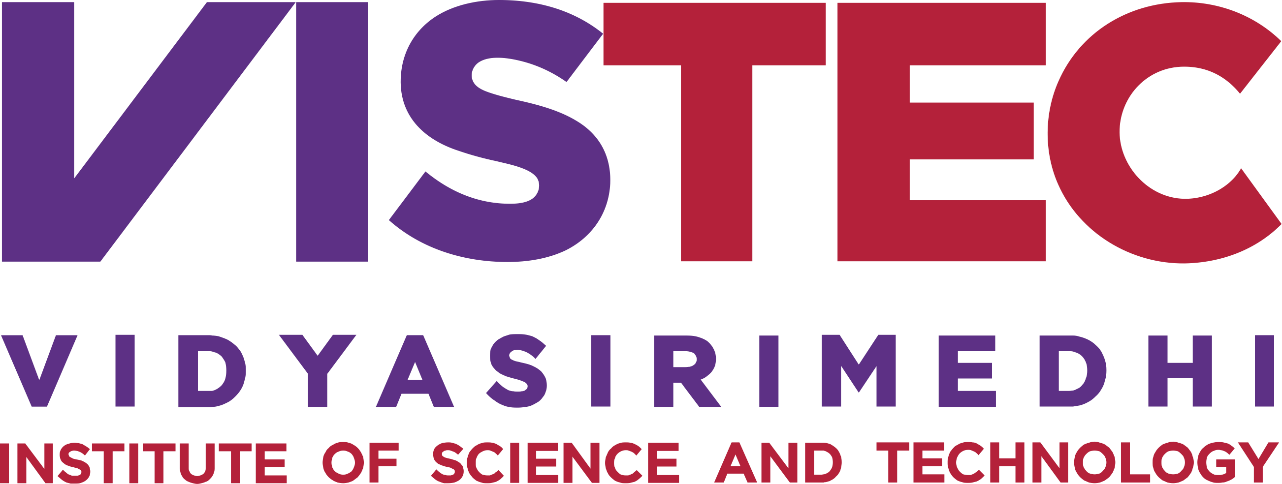 VISTEC
VIDYASIRIMEDHI
INSTITUTE OF SCIENCE AND TECHNOLOGY